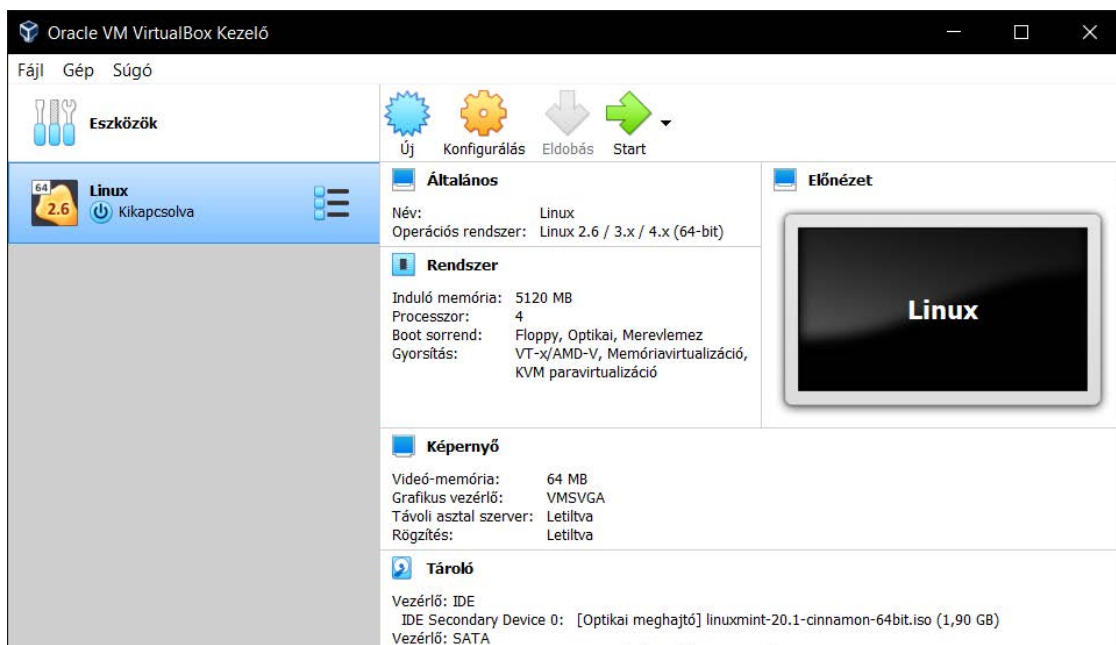 Oracle VM VirtualBox Kezelő
Fájl Gép Súgó
Eszközök
Új Konfigurálás Eldobás Start
64
2.6
Linux
Kikapcsolva
Általános
Név: Linux
Operációs rendszer: Linux 2.6 / 3.x / 4.x (64-bit)
Előnézet
Linux
Rendszer
Induló memória: 5120 MB
Processzor: 4
Boot sorrend: Floppy, Optikai, Merevlemez
Gyorsítás: VT-x/AMD-V, Memóriavirtualizáció,
KVM paravirtualizáció
Képernyő
Videó-memória: 64 MB
Grafikus vezérlő: VMSVGA
Távoli asztal szerver: Letiltva
Rögzítés: Letiltva
Tároló
Vezérlő: IDE
IDE Secondary Device 0: [Optikai meghajtó] linuxmint-20.1-cinnamon-64bit.iso (1,90 GB)
Vezérlő: SATA